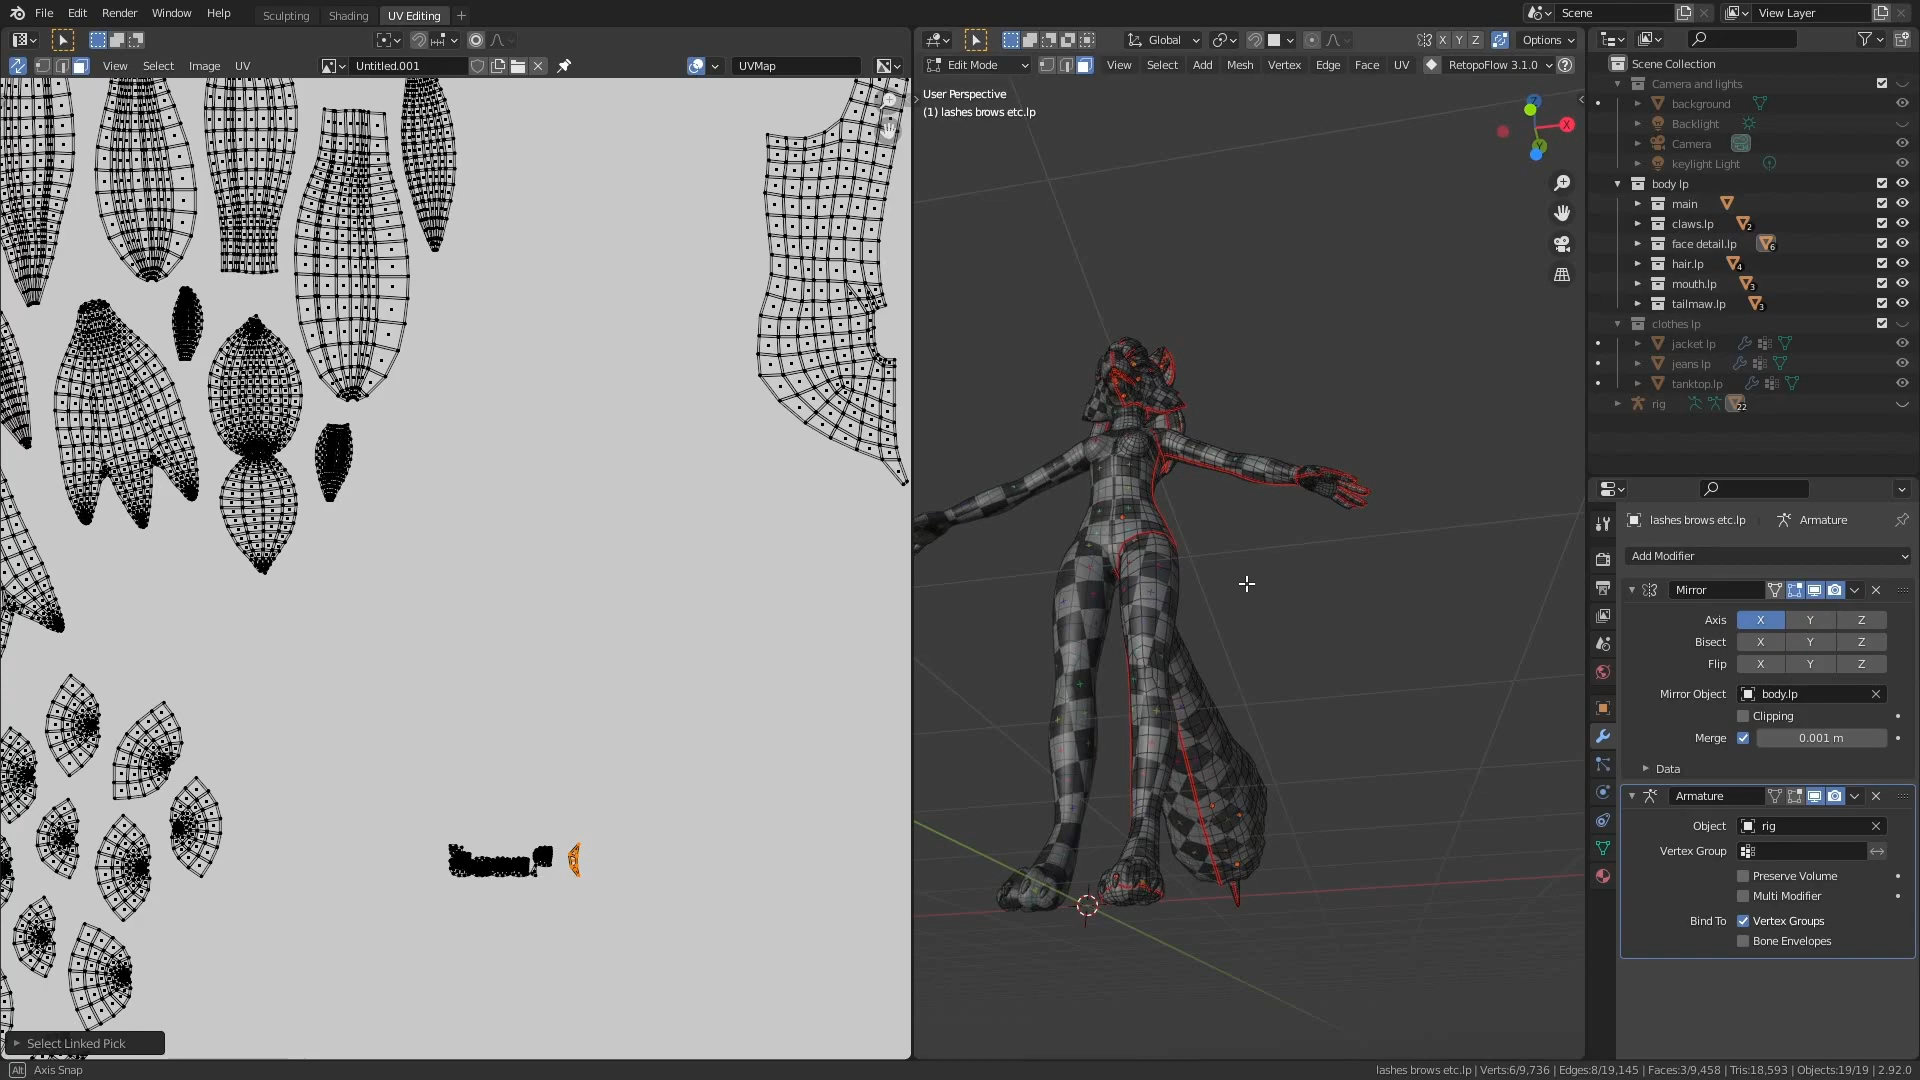 File Edit Render Window Help Sculpting Shading UV Editing + Scene View Layer
Global X Y Z Options
View Select Image UV Untitled.001 UVMap Edit Mode View Select Add Mesh Vertex Edge Face UV RetopoFlow 3.1.0
User Perspective
(1) lashes brows etc.lp
X
Z
Y
Scene Collection
Camera and lights
background
Backlight
Camera
keylight Light
body lp
main
claws.lp 2
face detail.lp 6
hair.lp 4
mouth.lp 3
tailmaw.lp 3
clothes lp
jacket lp
jeans lp
tanktop.lp
rig 22
lashes brows etc.lp Armature
Add Modifier
Mirror
Axis X Y Z
Bisect X Y Z
Flip X Y Z
Mirror Object body.lp
Clipping
Merge 0.001 m
Data
Armature
Object rig
Vertex Group
Preserve Volume
Multi Modifier
Bind To Vertex Groups
Bone Envelopes
Select Linked Pick
Alt Axis Snap
lashes brows etc.lp | Verts:6/9,736 | Edges:8/19,145 | Faces:3/9,458 | Tris:18,593 | Objects:19/19 | 2.92.0